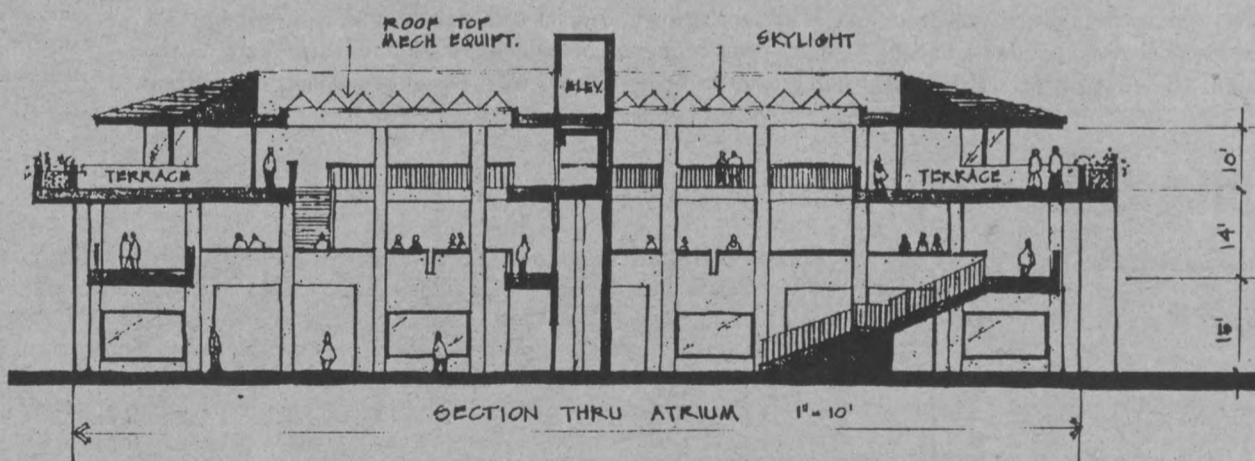 ROOF TOP
MECH EQUIPT.
SKYLIGHT
ELEV.
TERRACE
TERRACE
10'
14'
SECTION THRU ATRIUM 1"=10'